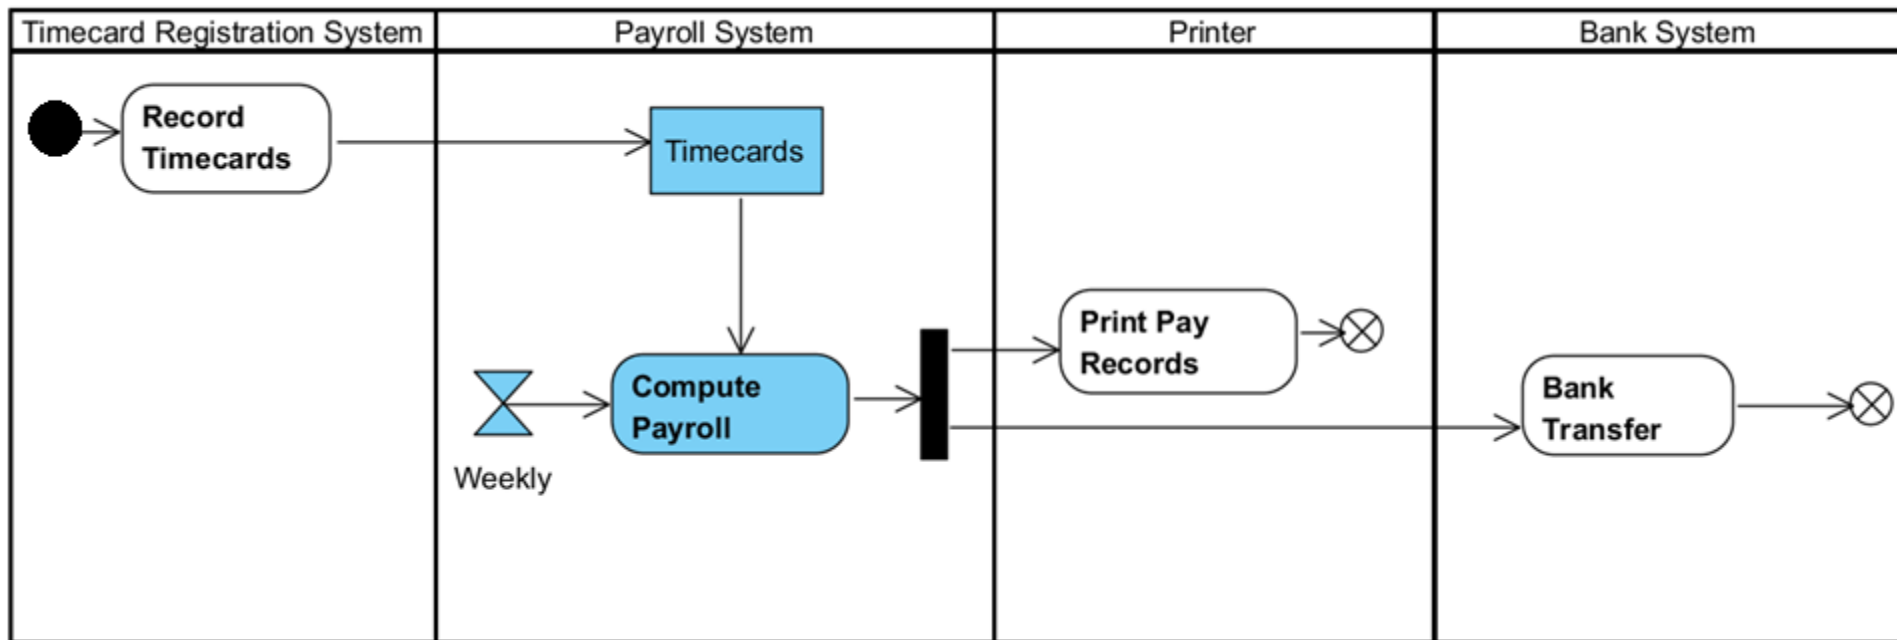 Timecard Registration System
Payroll System
Printer
Bank System
Record
Timecards
Timecards
Print Pay
Records
Compute
Payroll
Bank
Transfer
Weekly